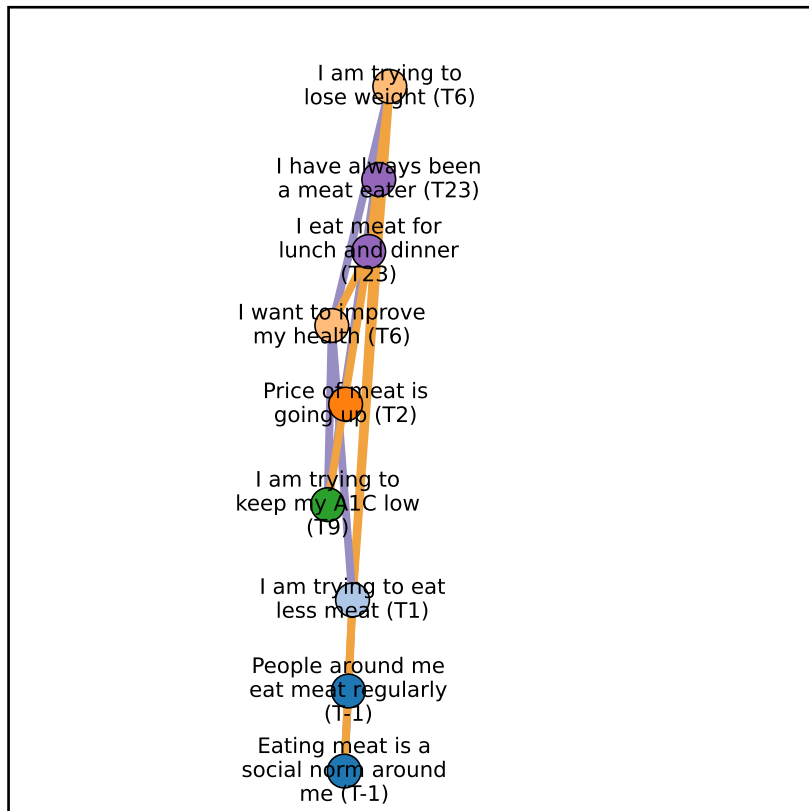 I am trying to
lose weight (T6)
I have always been
a meat eater (T23)
I eat meat for
lunch and dinner
(T23)
I want to improve
my health (T6)
Price of meat is
going up (T2)
I am trying to
keep my A1C low
(T9)
I am trying to eat
less meat (T1)
People around me
eat meat regularly
(T-1)
Eating meat is a
social norm around
me (T-1)